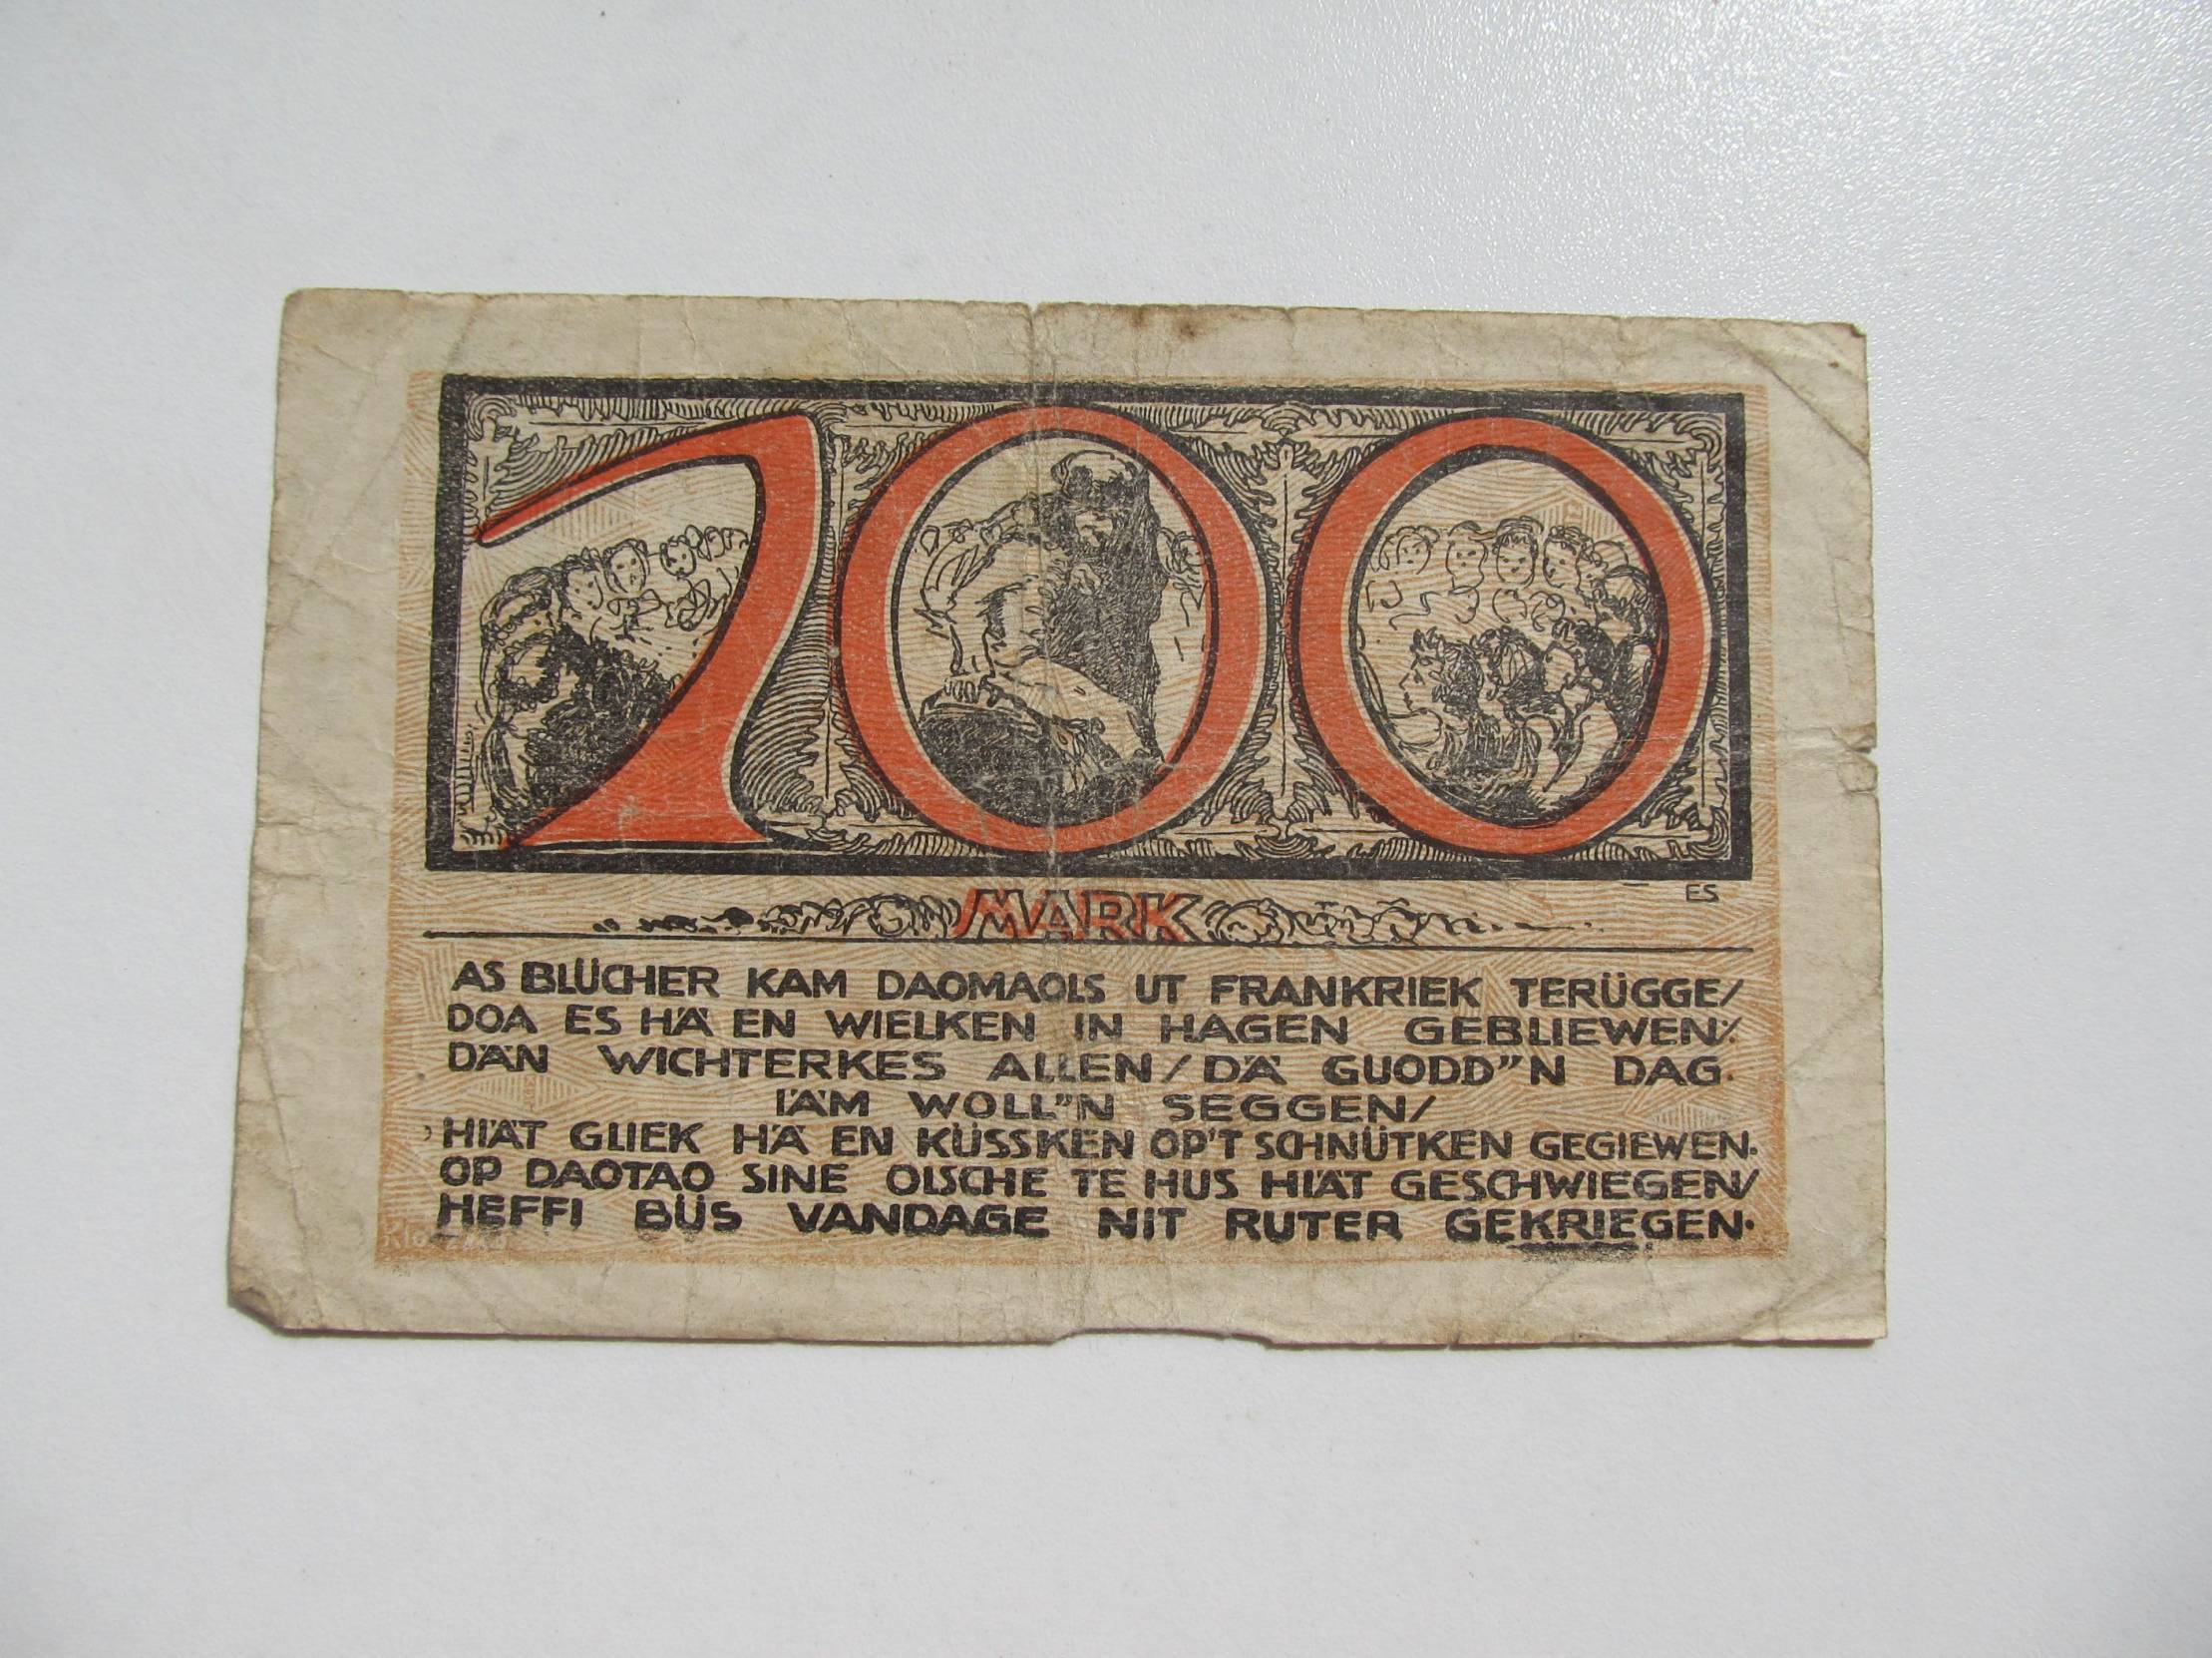 100
MARK
ES
AS BLÜCHER KAM DAOMAOLS UT FRANKRIEK TERÜGGE/
DOA ES HÄ EN WIELKEN IN HAGEN GEBLIEWEN/.
DÄN WICHTERKES ALLEN/DÄ GUODD"N DAG.
IÄM WOLL"N SEGGEN/
HIÄT GLIEK HÄ EN KÜSSKEN OP'T SCHNÜTKEN GEGIEWEN.
OP DAOTAO SINE OLSCHE TE HUS HIÄT GESCHWIEGEN/
HEFFI BÜS VANDAGE NIT RUTER GEKRIEGEN.